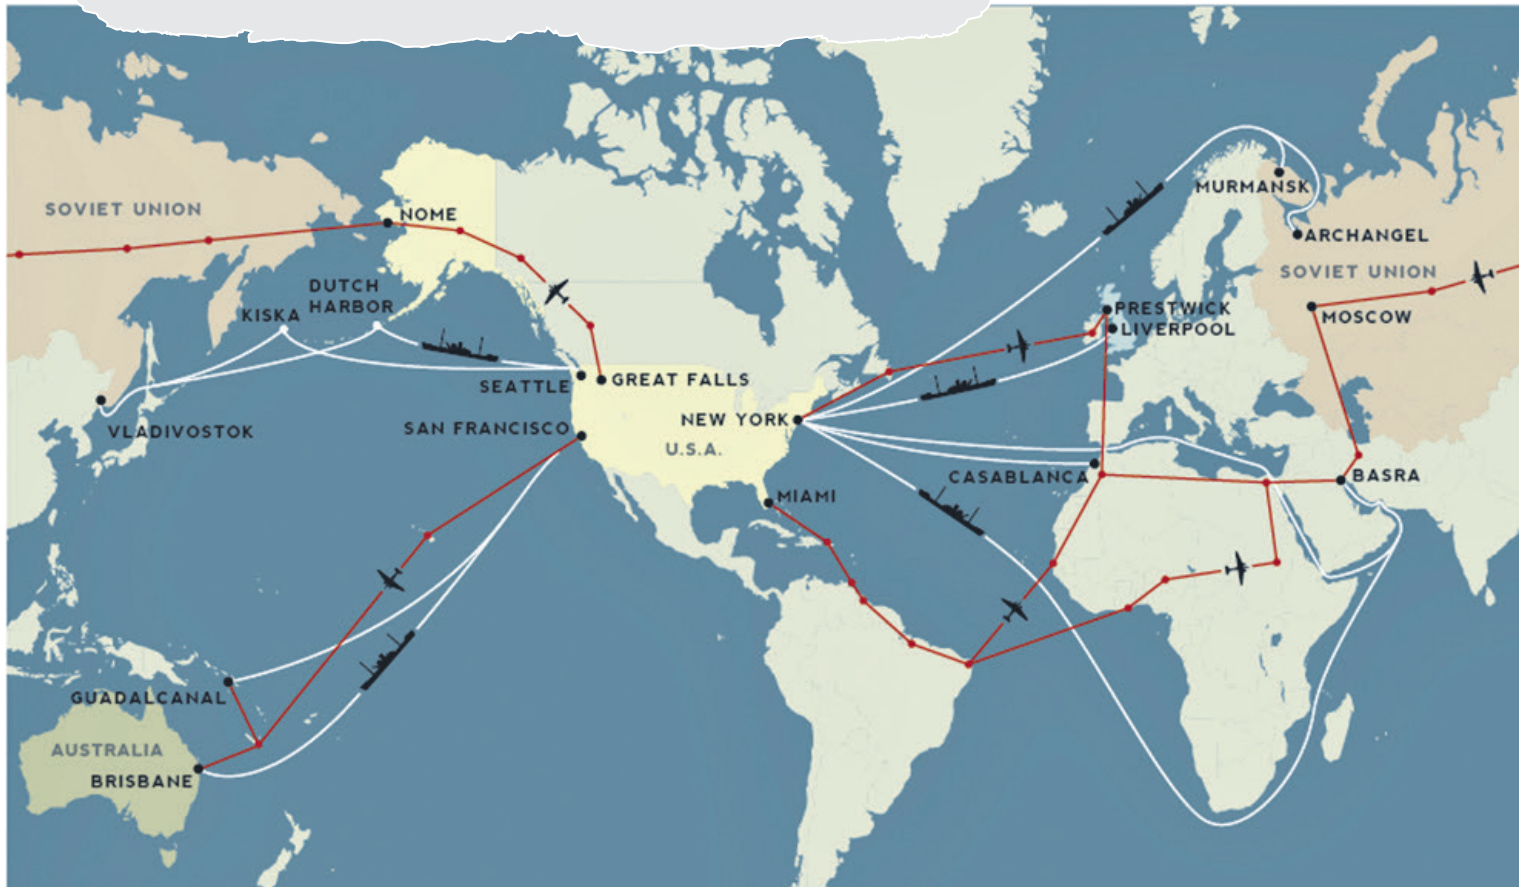 MURMANSK
SOVIET UNION
NOME
ARCHANGEL
SOVIET UNION
DUTCH
HARBOR
KISKA
PRESTWICK
MOSCOW
LIVERPOOL
SEATTLE
GREAT FALLS
NEW YORK
SAN FRANCISCO
VLADIVOSTOK
U.S.A.
CASABLANCA
BASRA
MIAMI
GUADALCANAL
AUSTRALIA
BRISBANE